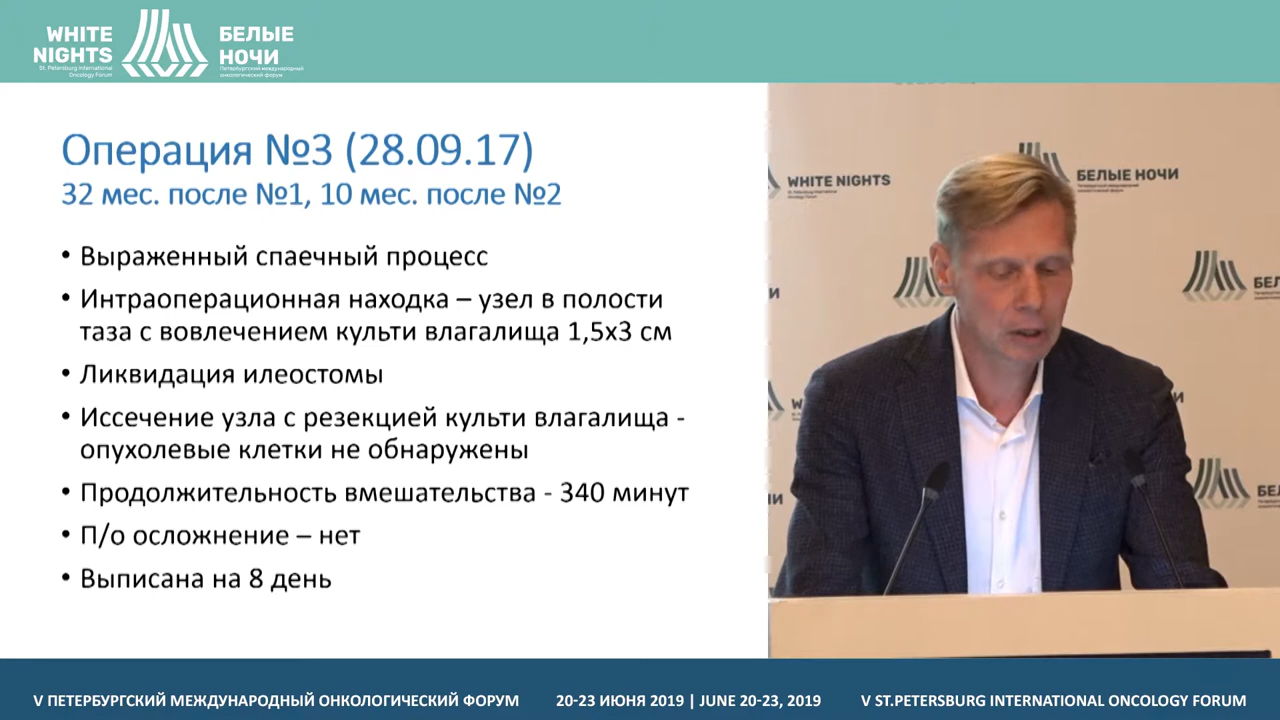 WHITE
NIGHTS
St. Petersburg International
Oncology Forum
БЕЛЫЕ
НОЧИ
Петербургский международный
онкологический форум
Операция №3 (28.09.17)
32 мес. после №1, 10 мес. после №2
• Выраженный спаечный процесс
• Интраоперационная находка – узел в полости
таза с вовлечением культи влагалища 1,5х3 см
• Ликвидация илеостомы
• Иссечение узла с резекцией культи влагалища -
опухолевые клетки не обнаружены
• Продолжительность вмешательства - 340 минут
• П/о осложнение – нет
• Выписана на 8 день
WHITE NIGHTS
БЕЛЫЕ НОЧИ
V ПЕТЕРБУРГСКИЙ МЕЖДУНАРОДНЫЙ ОНКОЛОГИЧЕСКИЙ ФОРУМ
20-23 ИЮНЯ 2019 | JUNE 20-23, 2019
V ST.PETERSBURG INTERNATIONAL ONCOLOGY FORUM